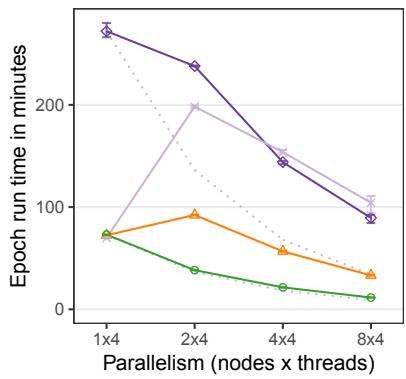 Epoch run time in minutes
200
100
0
1x4
2x4
4x4
8x4
Parallelism (nodes x threads)